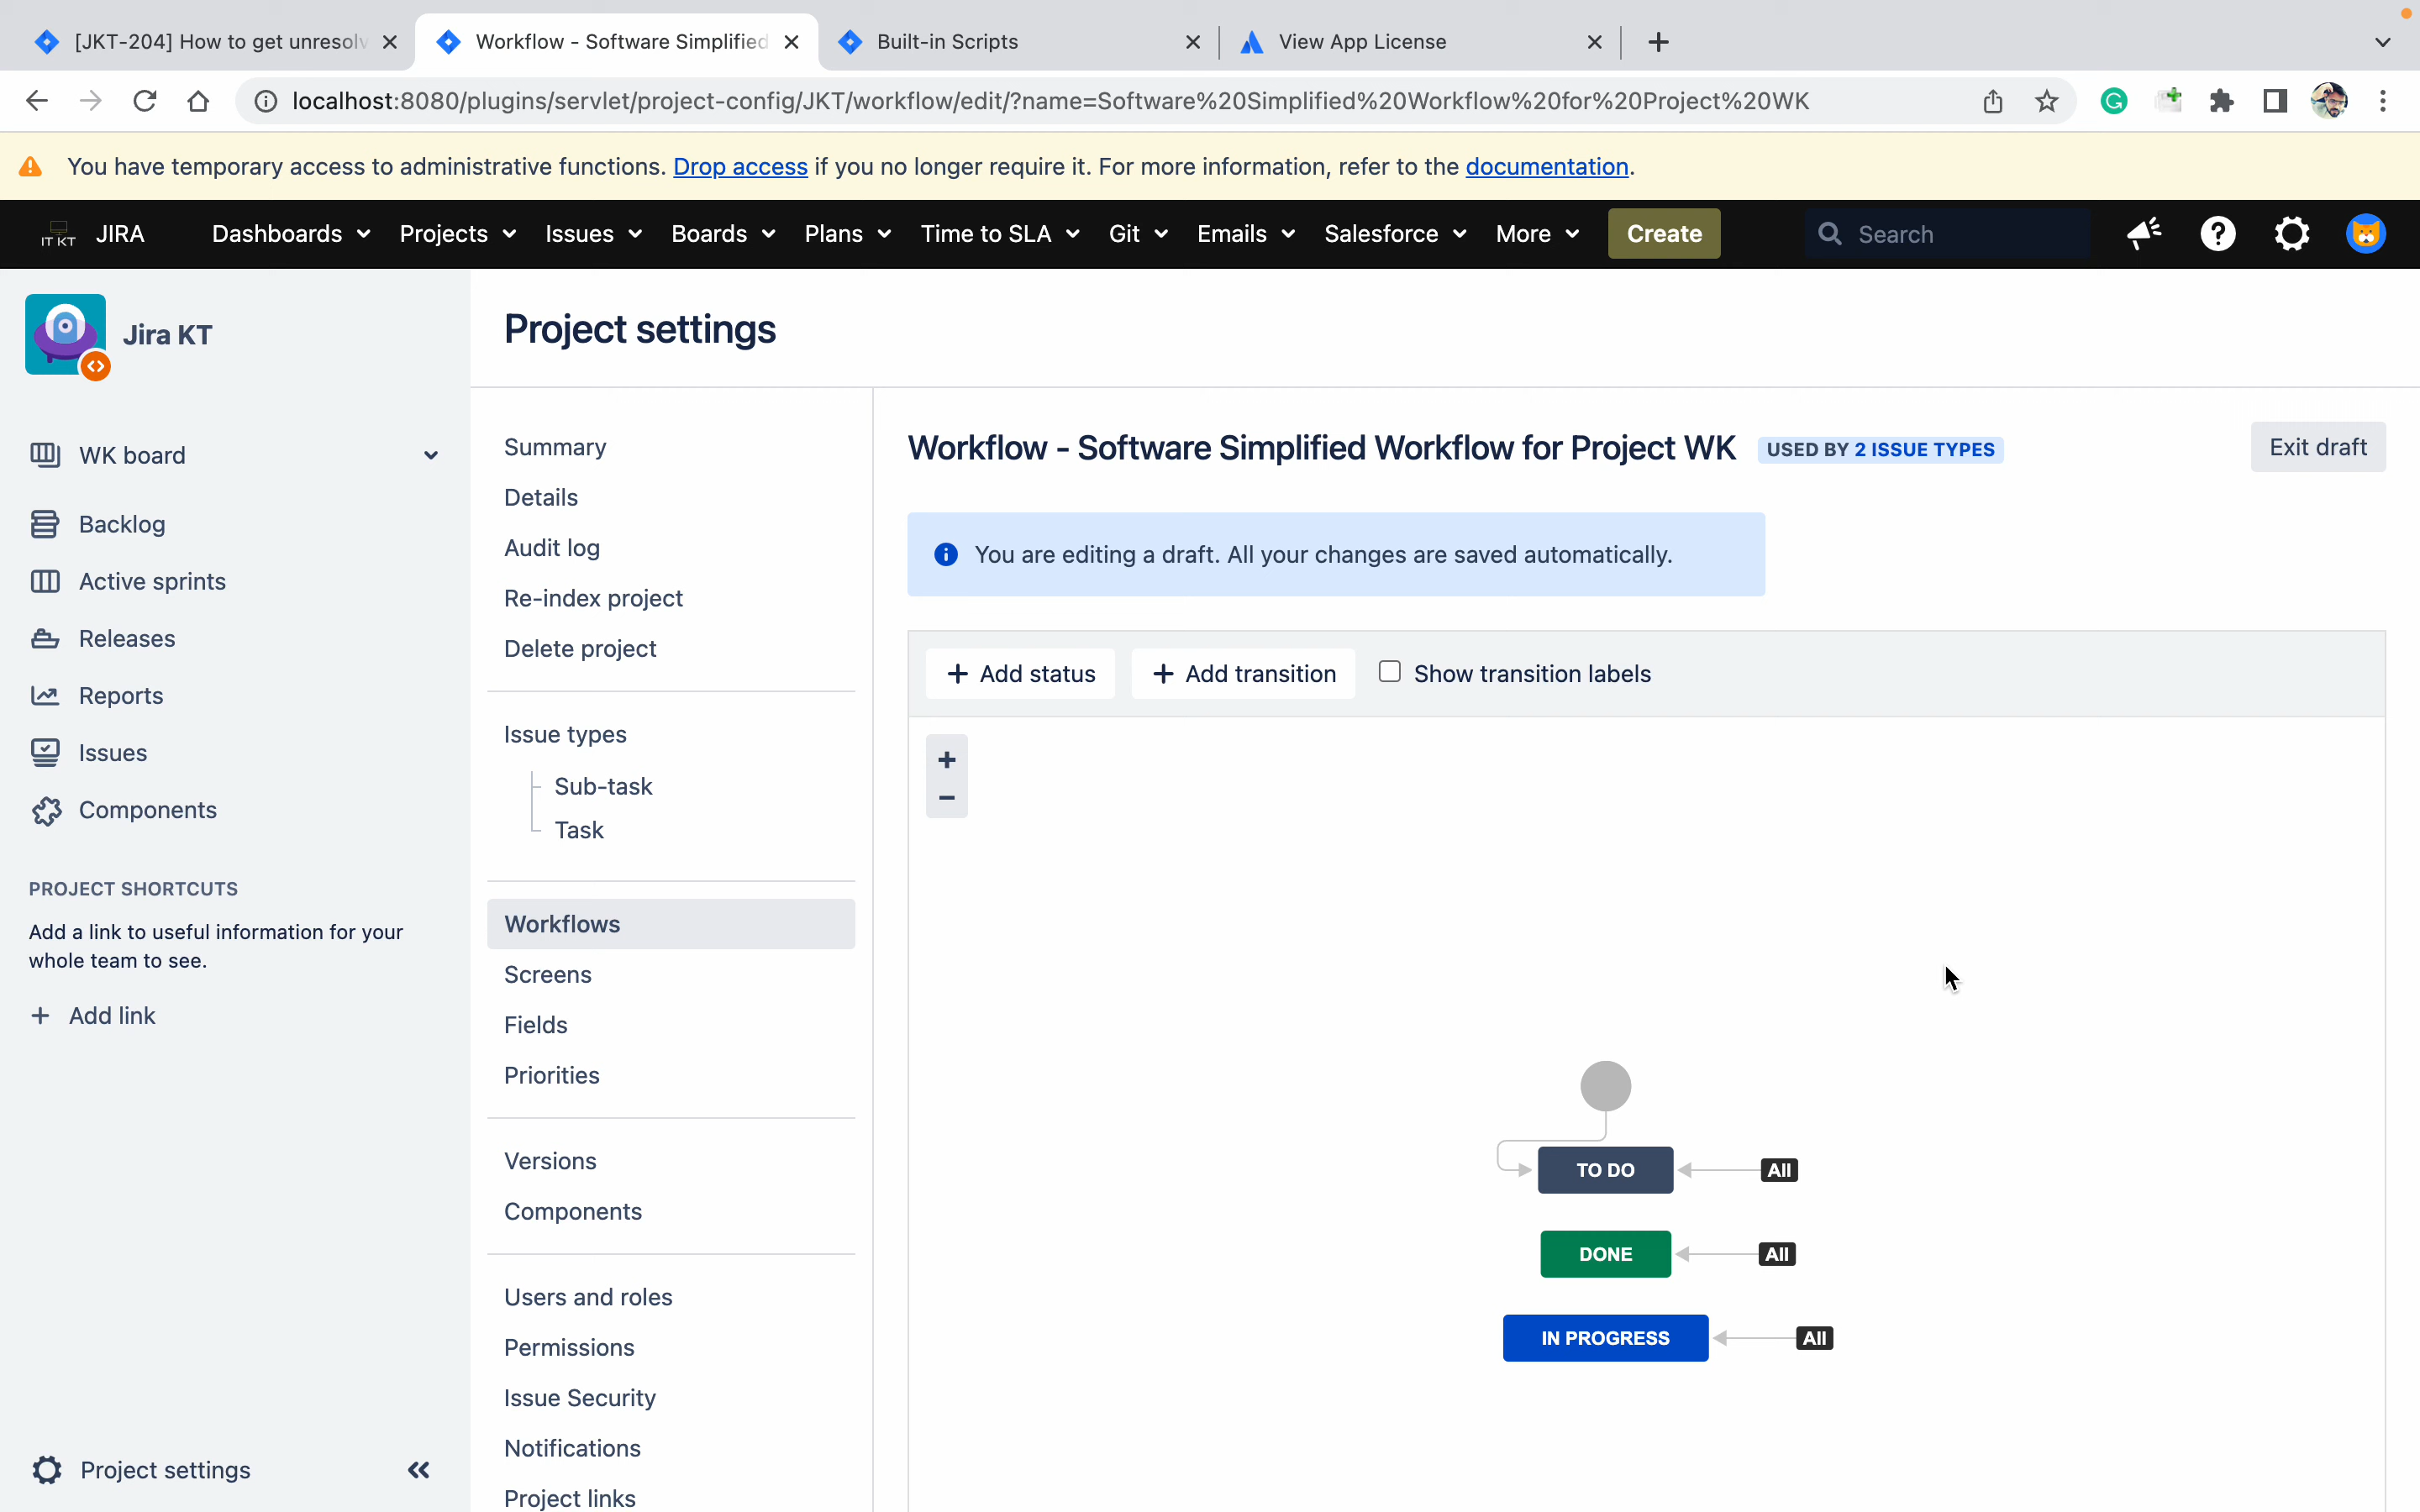 [JKT-204] How to get unresolv
Workflow - Software Simplified
Built-in Scripts
View App License
localhost:8080/plugins/servlet/project-config/JKT/workflow/edit/?name=Software%20Simplified%20Workflow%20for%20Project%20WK
You have temporary access to administrative functions. Drop access if you no longer require it. For more information, refer to the documentation.
IT KT JIRA Dashboards Projects Issues Boards Plans Time to SLA Git Emails Salesforce More Create Search
Jira KT
WK board
Backlog
Active sprints
Releases
Reports
Issues
Components
PROJECT SHORTCUTS
Add a link to useful information for your
whole team to see.
+ Add link
Project settings
Project settings
Summary
Details
Audit log
Re-index project
Delete project
Issue types
Sub-task
Task
Workflows
Screens
Fields
Priorities
Versions
Components
Users and roles
Permissions
Issue Security
Notifications
Project links
Workflow - Software Simplified Workflow for Project WK USED BY 2 ISSUE TYPES
Exit draft
You are editing a draft. All your changes are saved automatically.
+ Add status
+ Add transition
Show transition labels
+
−
TO DO All
DONE All
IN PROGRESS All